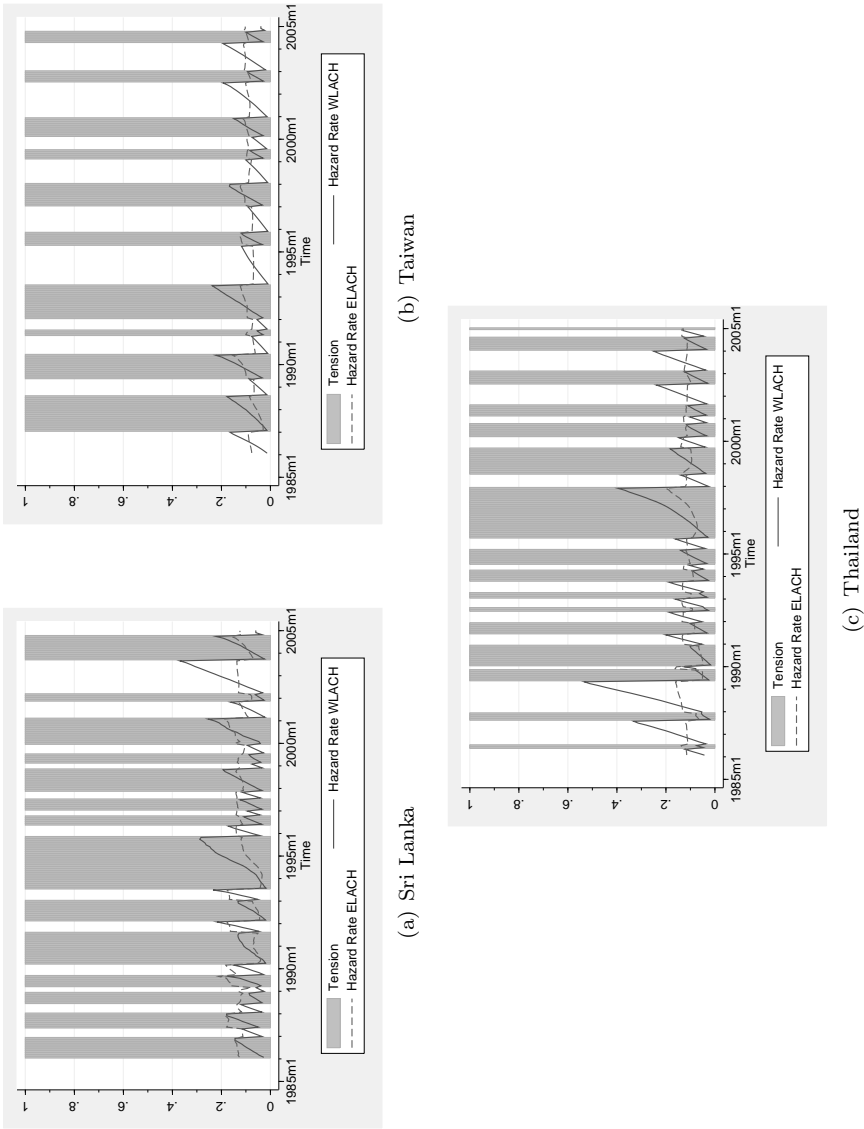 1
.8
.6
.4
.2
0
1985m1
1990m1
1995m1
2000m1
2005m1
Time
Tension
Hazard Rate WLACH
Hazard Rate ELACH
(a) Sri Lanka
1
.8
.6
.4
.2
0
1985m1
1990m1
1995m1
2000m1
2005m1
Time
Tension
Hazard Rate WLACH
Hazard Rate ELACH
(b) Taiwan
1
.8
.6
.4
.2
0
1985m1
1990m1
1995m1
2000m1
2005m1
Time
Tension
Hazard Rate WLACH
Hazard Rate ELACH
(c) Thailand